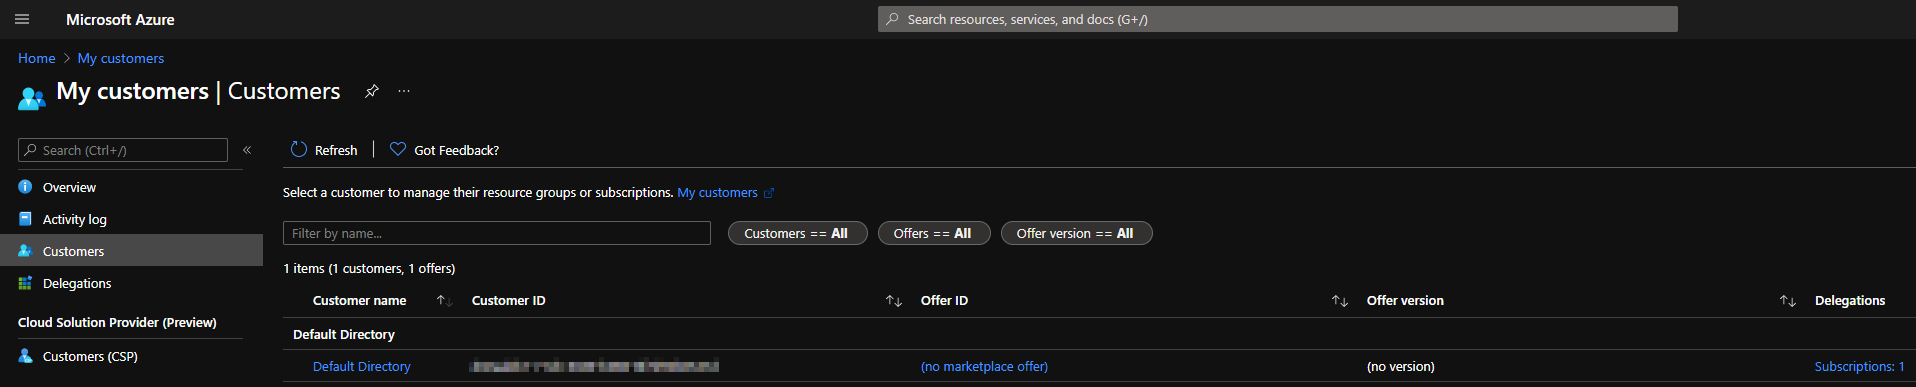 Microsoft Azure
Search resources, services, and docs (G+/)
Home > My customers
My customers | Customers
...
Search (Ctrl+/)
«
Refresh | Got Feedback?
Overview
Activity log
Customers
Delegations
Cloud Solution Provider (Preview)
Customers (CSP)
Select a customer to manage their resource groups or subscriptions. My customers
Filter by name...
Customers == All
Offers == All
Offer version == All
1 items (1 customers, 1 offers)
Customer name Customer ID Offer ID Offer version Delegations
Default Directory
Default Directory (no marketplace offer) (no version) Subscriptions: 1